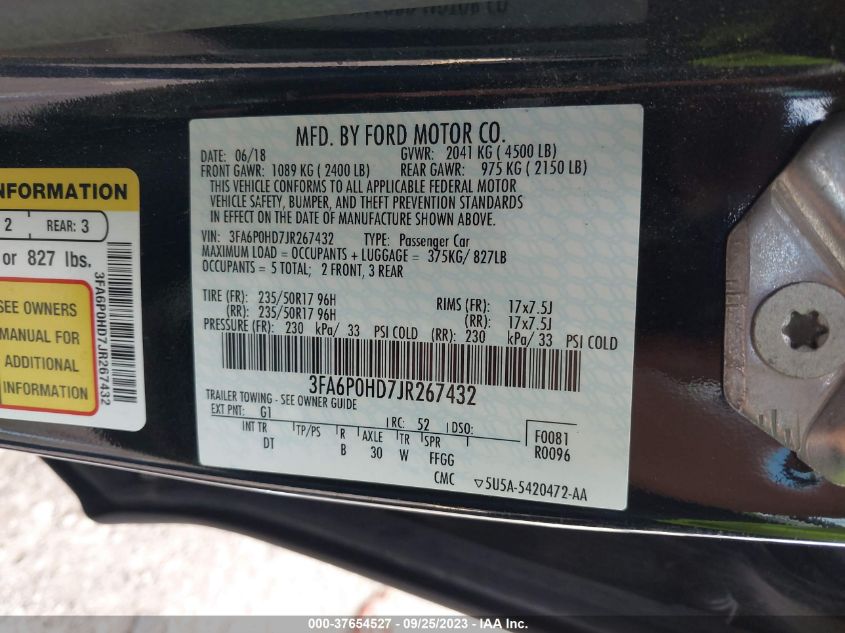 INFORMATION
2 REAR: 3
or 827 lbs.
SEE OWNERS
MANUAL FOR
ADDITIONAL
INFORMATION
3FA6P0HD7JR267432
MFD. BY FORD MOTOR CO.
DATE: 06/18 GVWR: 2041 KG ( 4500 LB)
FRONT GAWR: 1089 KG ( 2400 LB) REAR GAWR: 975 KG ( 2150 LB)
THIS VEHICLE CONFORMS TO ALL APPLICABLE FEDERAL MOTOR
VEHICLE SAFETY, BUMPER, AND THEFT PREVENTION STANDARDS
IN EFFECT ON THE DATE OF MANUFACTURE SHOWN ABOVE.
VIN: 3FA6P0HD7JR267432 TYPE: Passenger Car
MAXIMUM LOAD = OCCUPANTS + LUGGAGE = 375KG/ 827LB
OCCUPANTS = 5 TOTAL; 2 FRONT, 3 REAR
TIRE (FR): 235/50R17 96H RIMS (FR): 17x7.5J
(RR): 235/50R17 96H (RR): 17x7.5J
PRESSURE (FR): 230 kPa/ 33 PSI COLD (RR): 230 kPa/ 33 PSI COLD
3FA6P0HD7JR267432
TRAILER TOWING - SEE OWNER GUIDE
EXT PNT: G1 RC: 52 DSO:
INT TR TP/PS R AXLE TR SPR F0081
DT B 30 W FFGG R0096
CMC ▽5U5A-5420472-AA
000-37654527 - 09/25/2023 - IAA Inc.